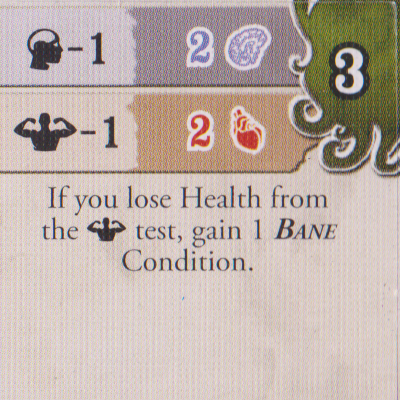 -1 2
3
-1 2
If you lose Health from
the test, gain 1 BANE
Condition.